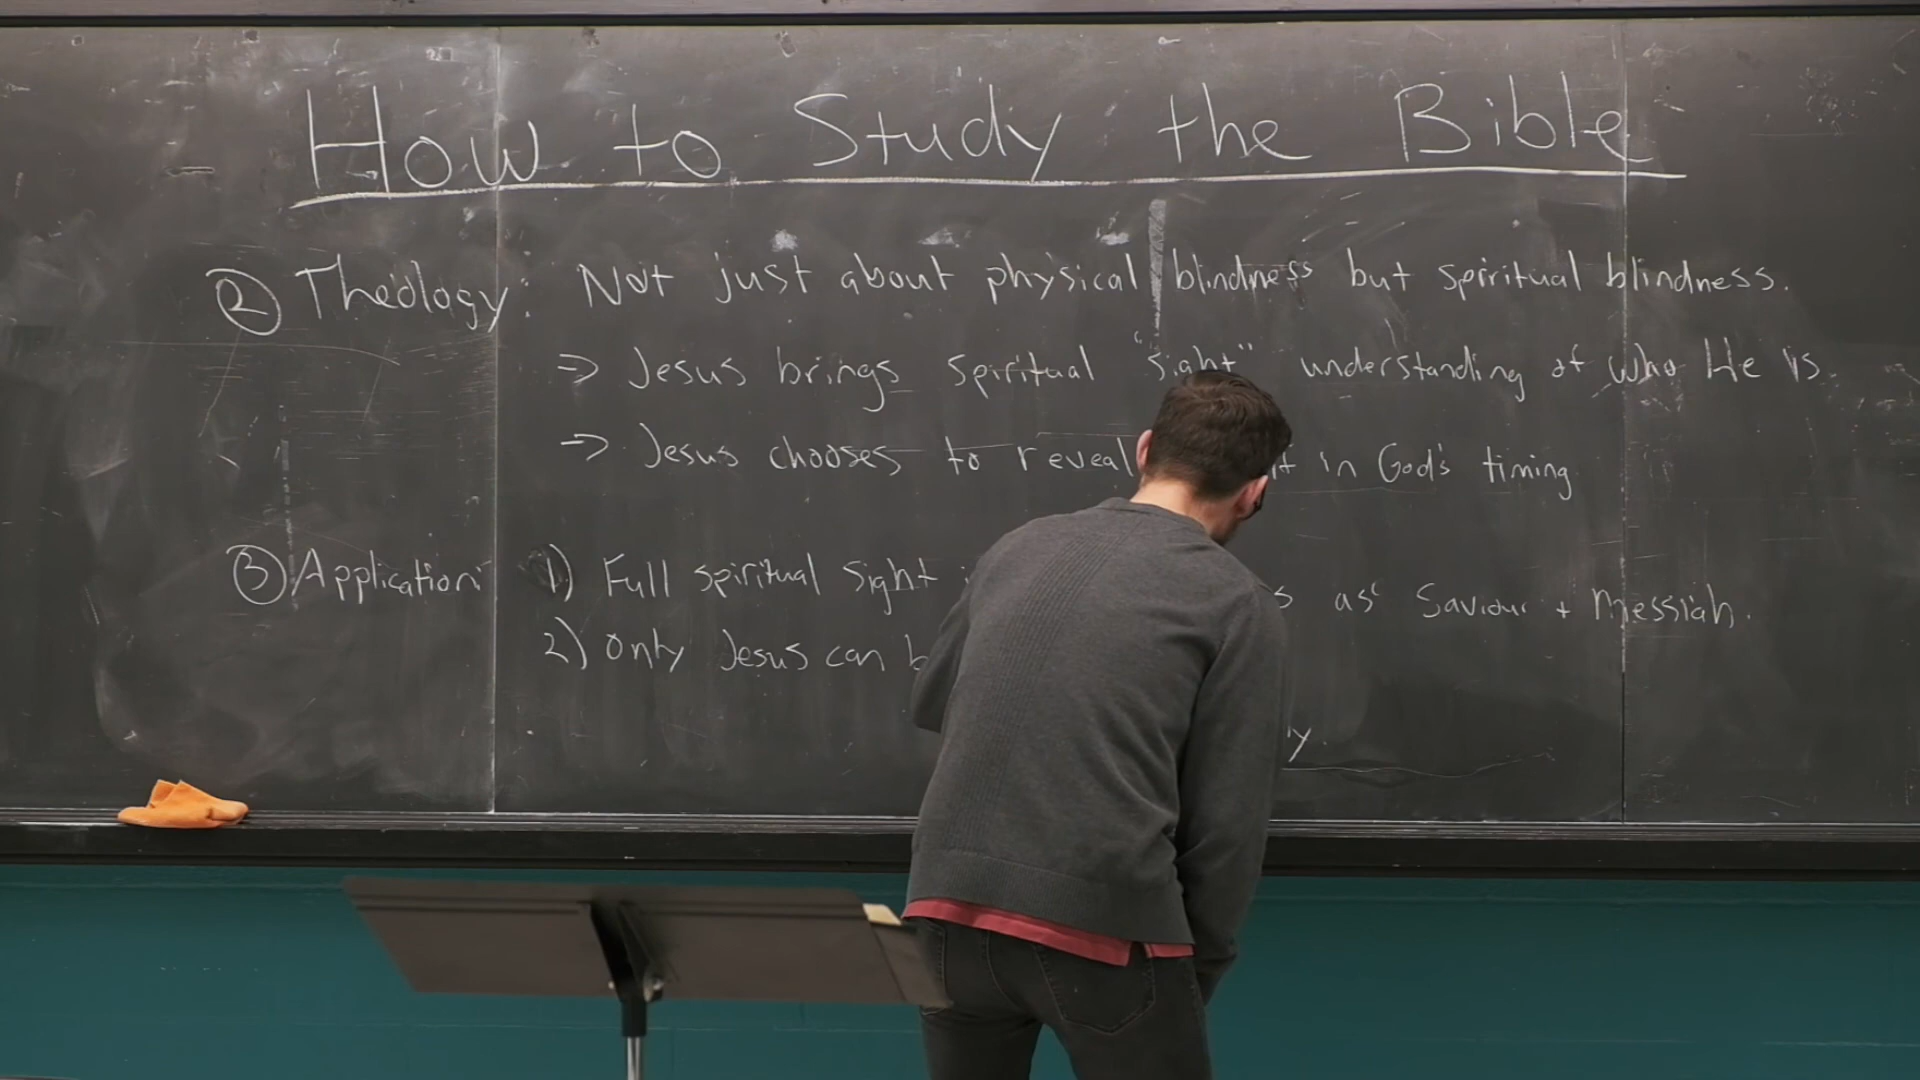 How to Study the Bible
② Theology: Not just about physical blindness but spiritual blindness.
→ Jesus brings spiritual "sight" understanding of who He is.
→ Jesus chooses to reveal in God's timing
③ Application: 1) Full spiritual sight as Saviour + Messiah.
2) Only Jesus can